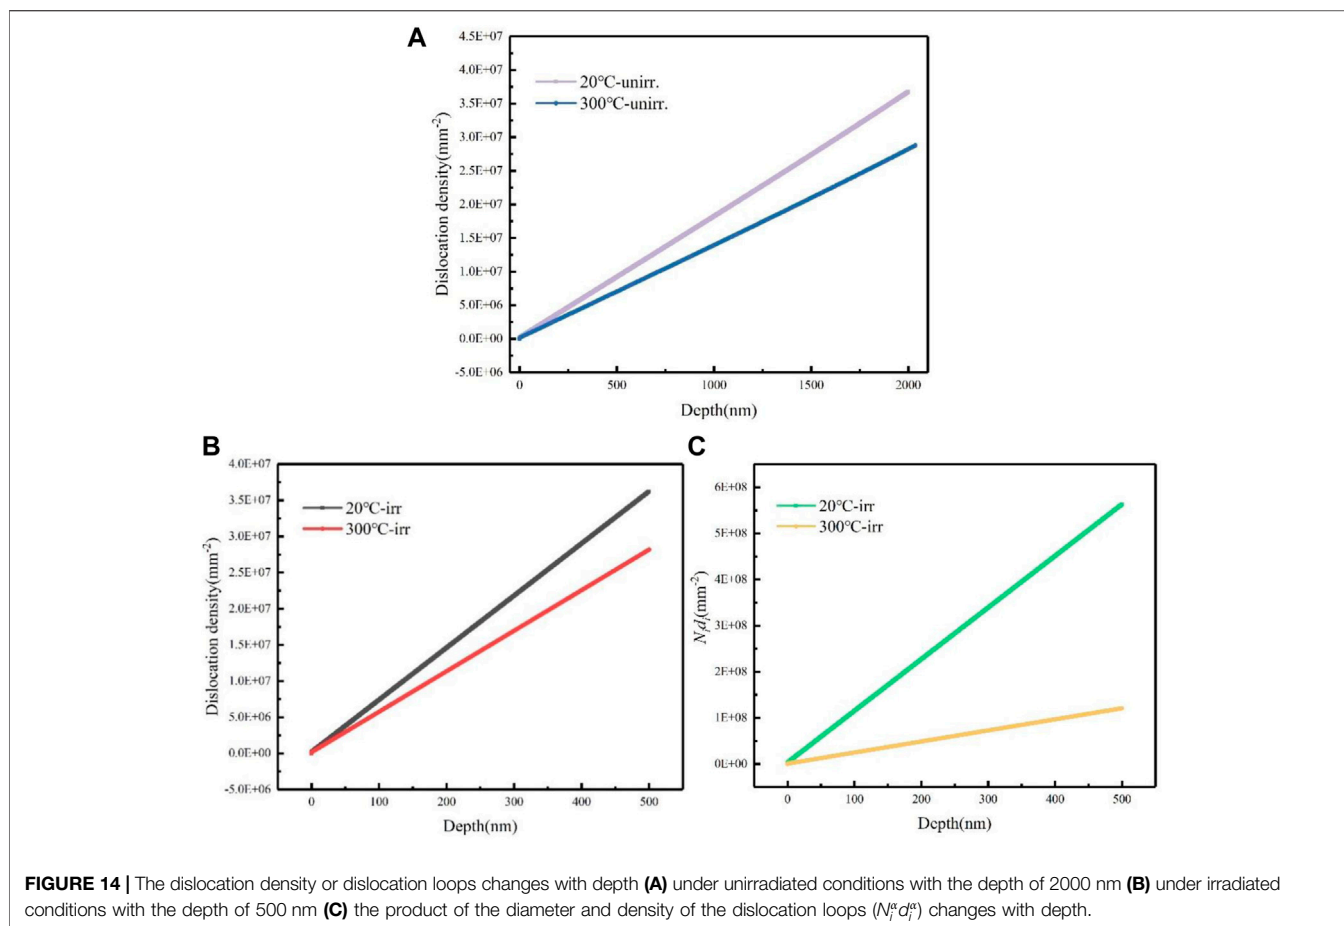 A
4.5E+07
4.0E+07
3.5E+07
3.0E+07
2.5E+07
2.0E+07
1.5E+07
1.0E+07
5.0E+06
0.0E+00
-5.0E+06
Dislocation density(mm⁻²)
20℃-unirr.
300℃-unirr.
0 500 1000 1500 2000
Depth(nm)
B
4.0E+07
3.5E+07
3.0E+07
2.5E+07
2.0E+07
1.5E+07
1.0E+07
5.0E+06
0.0E+00
-5.0E+06
Dislocation density(mm⁻²)
20℃-irr
300℃-irr
0 100 200 300 400 500
Depth(nm)
C
6E+08
5E+08
4E+08
3E+08
2E+08
1E+08
0E+00
NᵢdᵢI(mm⁻²)
20℃-irr
300℃-irr
0 100 200 300 400 500
Depth(nm)
FIGURE 14 | The dislocation density or dislocation loops changes with depth (A) under unirradiated conditions with the depth of 2000 nm (B) under irradiated
conditions with the depth of 500 nm (C) the product of the diameter and density of the dislocation loops (Nᵢᵅdᵢᵅ) changes with depth.